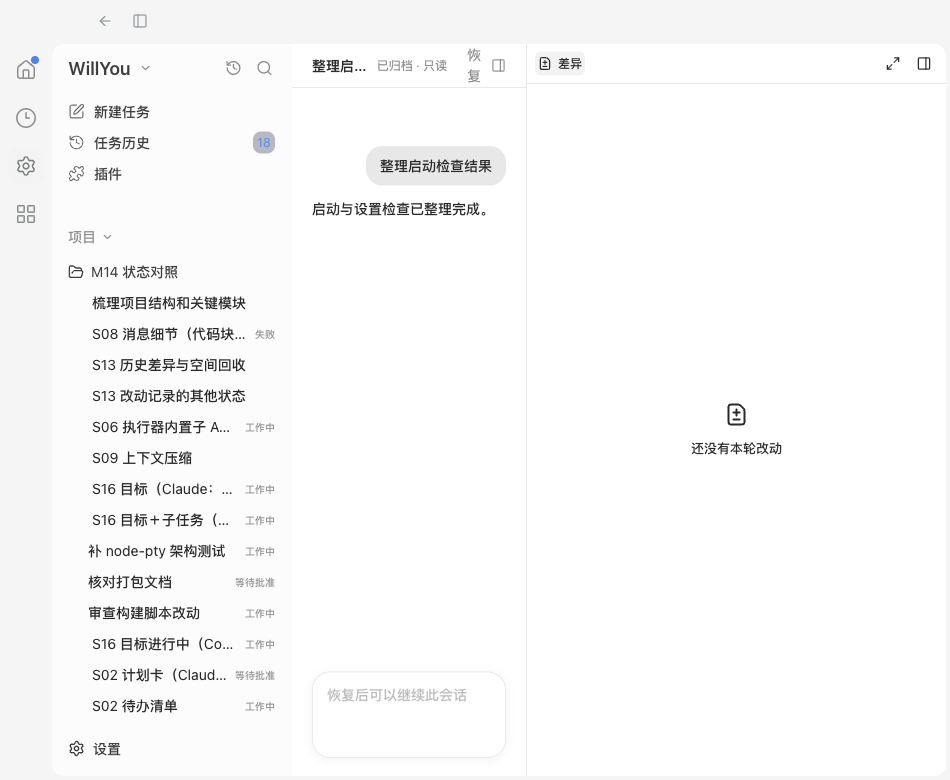 WillYou
新建任务
任务历史 18
插件
项目
M14 状态对照
梳理项目结构和关键模块
S08 消息细节（代码块... 失败
S13 历史差异与空间回收
S13 改动记录的其他状态
S06 执行器内置子 A... 工作中
S09 上下文压缩
S16 目标（Claude：... 工作中
S16 目标＋子任务（... 工作中
补 node-pty 架构测试 工作中
核对打包文档 等待批准
审查构建脚本改动 工作中
S16 目标进行中（Co... 工作中
S02 计划卡（Claud... 等待批准
S02 待办清单 工作中
设置
整理启... 已归档 · 只读
恢
复
整理启动检查结果
启动与设置检查已整理完成。
恢复后可以继续此会话
差异
还没有本轮改动